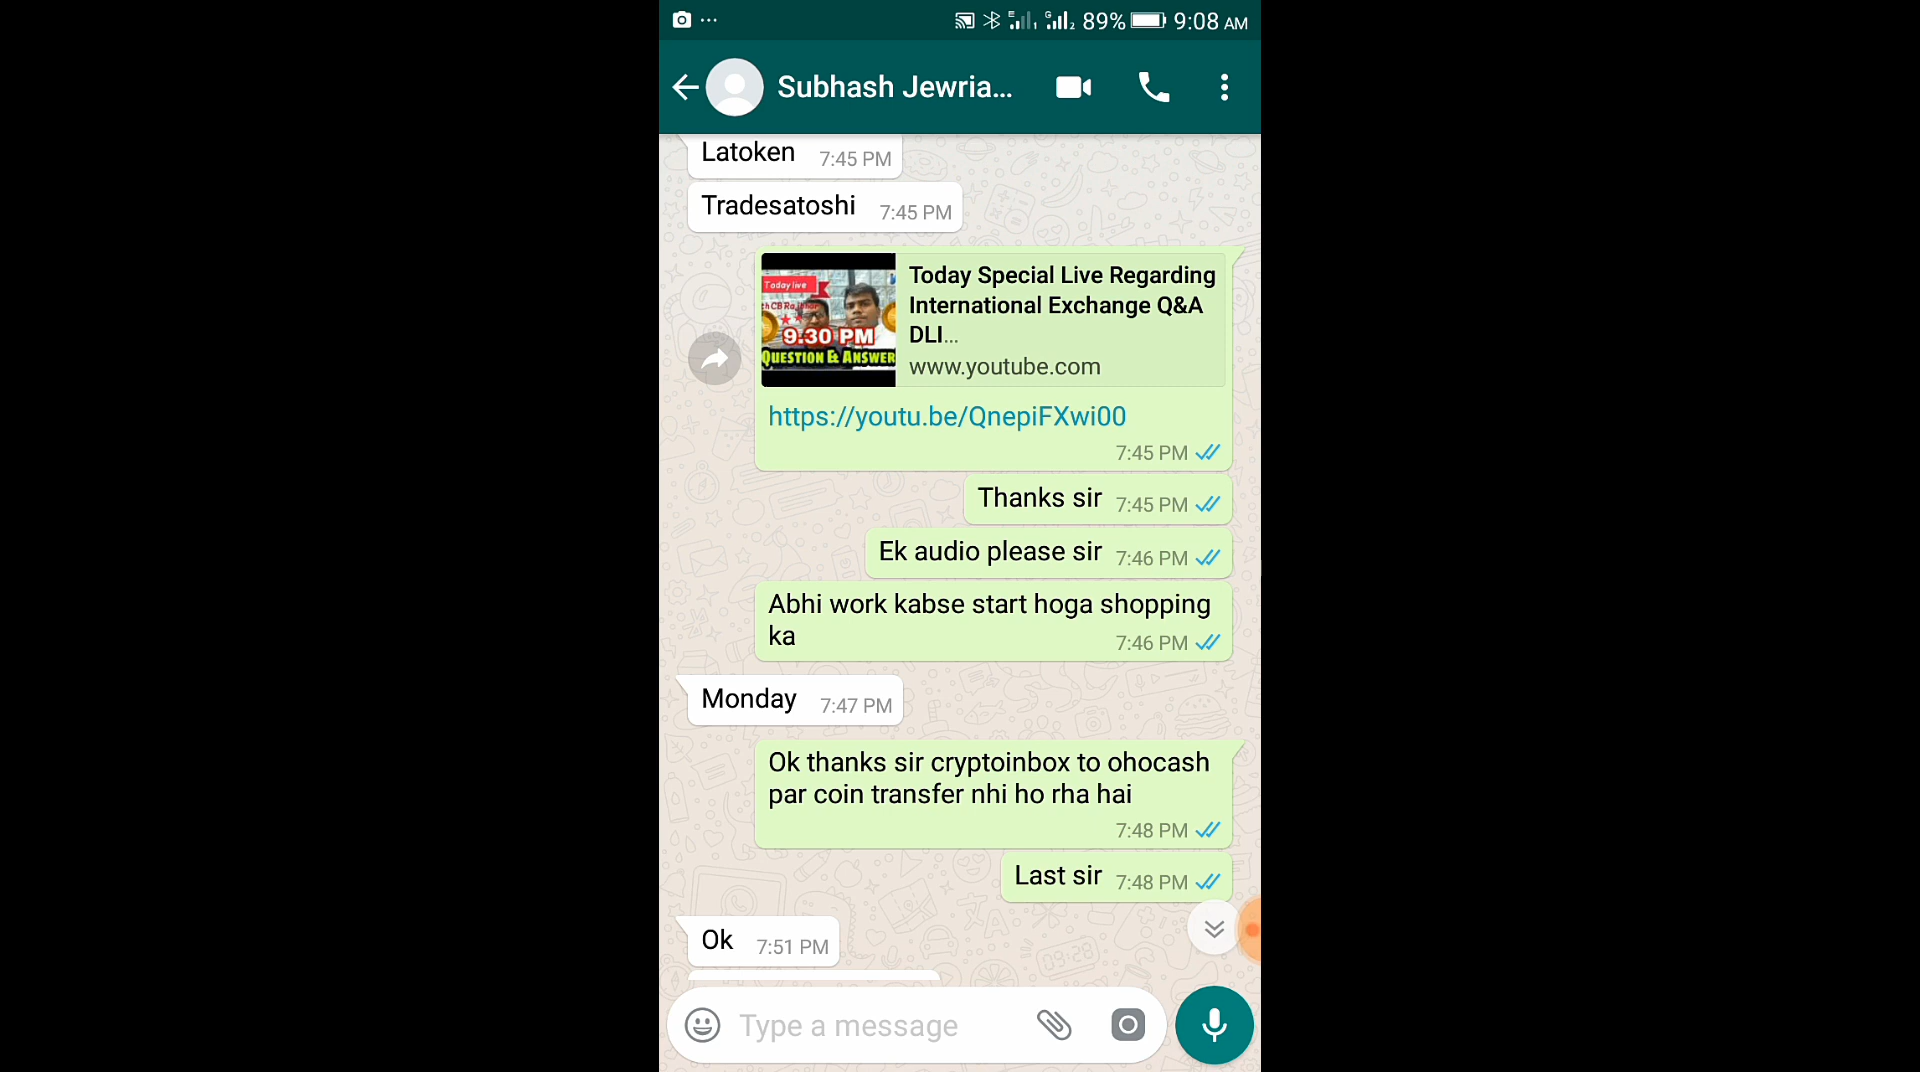 89% 9:08 AM
Subhash Jewria...
Latoken 7:45 PM
Tradesatoshi 7:45 PM
Today live
9.30 PM
QUESTION & ANSWER
Today Special Live Regarding
International Exchange Q&A
DLI...
www.youtube.com
https://youtu.be/QnepiFXwi00
7:45 PM
Thanks sir 7:45 PM
Ek audio please sir 7:46 PM
Abhi work kabse start hoga shopping
ka 7:46 PM
Monday 7:47 PM
Ok thanks sir cryptoinbox to ohocash
par coin transfer nhi ho rha hai
7:48 PM
Last sir 7:48 PM
Ok 7:51 PM
Type a message